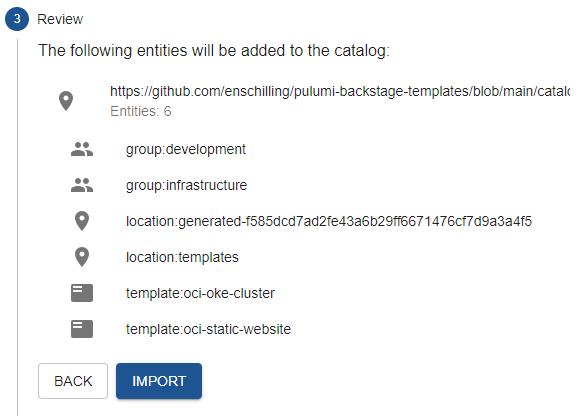 3 Review
The following entities will be added to the catalog:
https://github.com/enschilling/pulumi-backstage-templates/blob/main/catalo
Entities: 6
group:development
group:infrastructure
location:generated-f585dcd7ad2fe43a6b29ff6671476cf7d9a3a4f5
location:templates
template:oci-oke-cluster
template:oci-static-website
BACK IMPORT